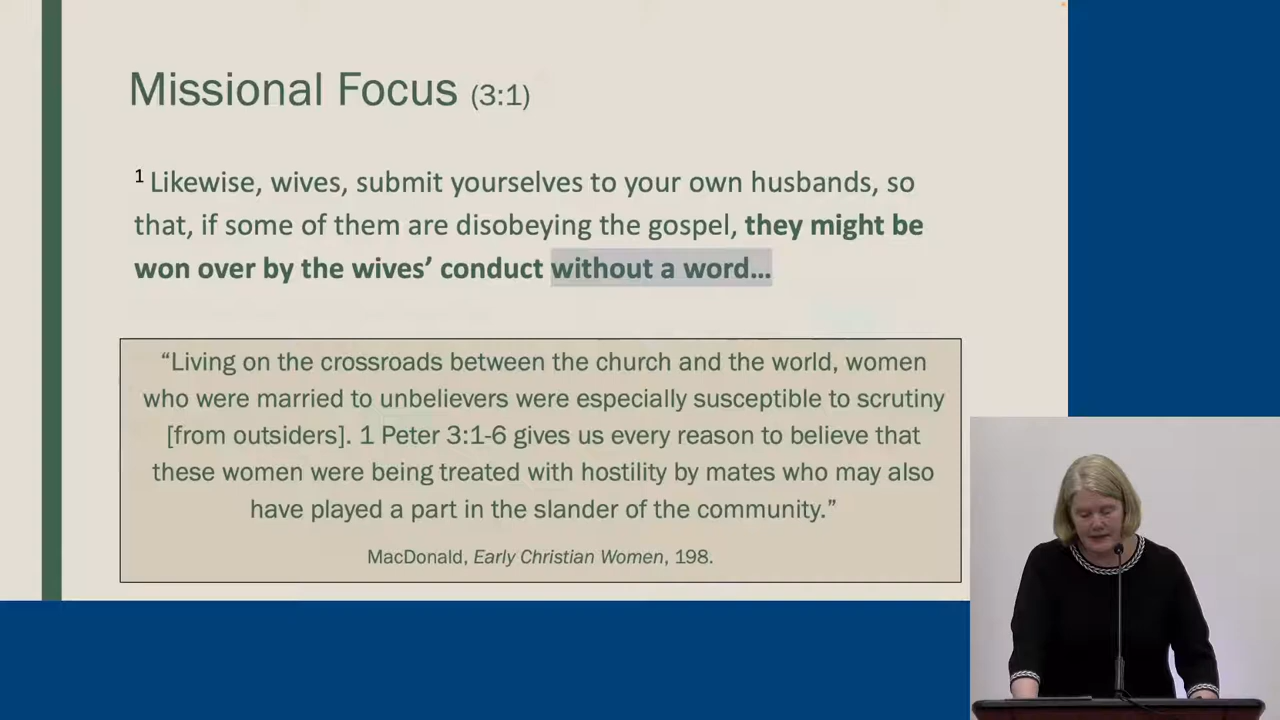 Missional Focus (3:1)
1 Likewise, wives, submit yourselves to your own husbands, so
that, if some of them are disobeying the gospel, they might be
won over by the wives’ conduct without a word…
“Living on the crossroads between the church and the world, women
who were married to unbelievers were especially susceptible to scrutiny
[from outsiders]. 1 Peter 3:1-6 gives us every reason to believe that
these women were being treated with hostility by mates who may also
have played a part in the slander of the community.”
MacDonald, Early Christian Women, 198.